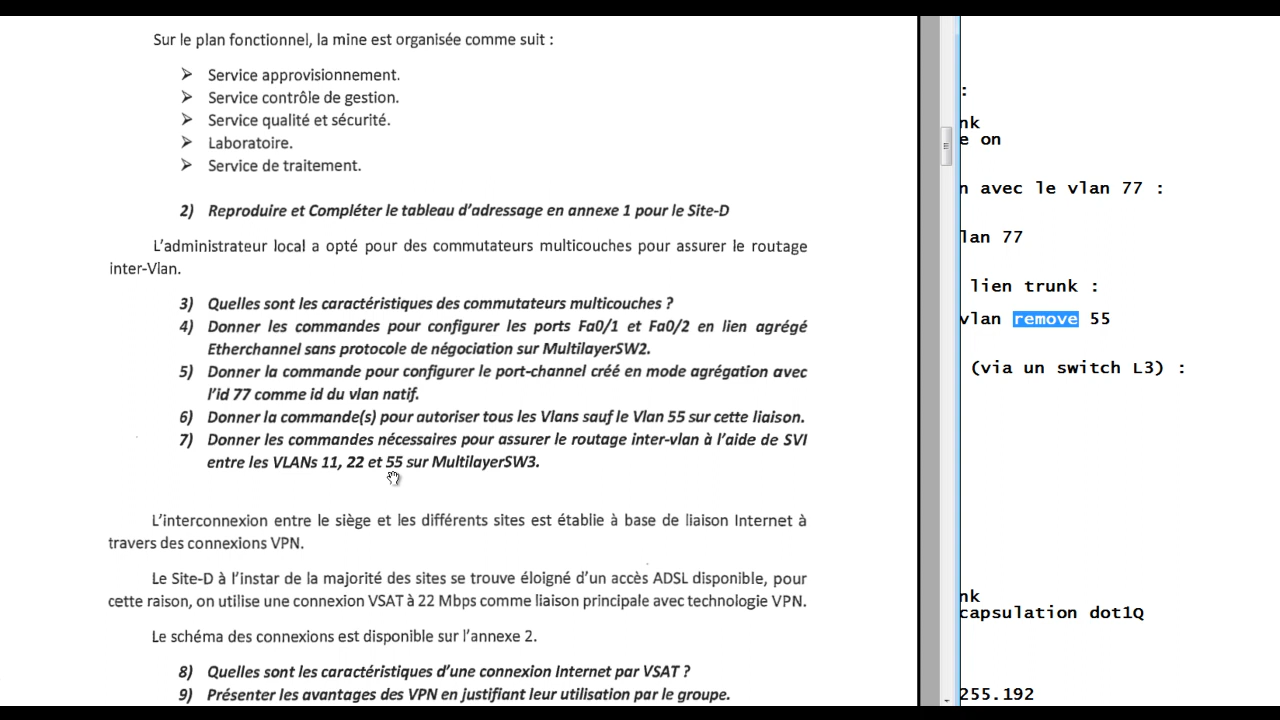 Sur le plan fonctionnel, la mine est organisée comme suit :
➤ Service approvisionnement.
➤ Service contrôle de gestion.
➤ Service qualité et sécurité.
➤ Laboratoire.
➤ Service de traitement.
2) Reproduire et Compléter le tableau d'adressage en annexe 1 pour le Site-D
L'administrateur local a opté pour des commutateurs multicouches pour assurer le routage
inter-Vlan.
3) Quelles sont les caractéristiques des commutateurs multicouches ?
4) Donner les commandes pour configurer les ports Fa0/1 et Fa0/2 en lien agrégé
Etherchannel sans protocole de négociation sur MultilayerSW2.
5) Donner la commande pour configurer le port-channel créé en mode agrégation avec
l'id 77 comme id du vlan natif.
6) Donner la commande(s) pour autoriser tous les Vlans sauf le Vlan 55 sur cette liaison.
7) Donner les commandes nécessaires pour assurer le routage inter-vlan à l'aide de SVI
entre les VLANs 11, 22 et 55 sur MultilayerSW3.
L'interconnexion entre le siège et les différents sites est établie à base de liaison Internet à
travers des connexions VPN.
Le Site-D à l'instar de la majorité des sites se trouve éloigné d'un accès ADSL disponible, pour
cette raison, on utilise une connexion VSAT à 22 Mbps comme liaison principale avec technologie VPN.
Le schéma des connexions est disponible sur l'annexe 2.
8) Quelles sont les caractéristiques d'une connexion Internet par VSAT ?
9) Présenter les avantages des VPN en justifiant leur utilisation par le groupe.
:
nk
e on
n avec le vlan 77 :
lan 77
lien trunk :
vlan remove 55
(via un switch L3) :
nk
capsulation dot1Q
255.192